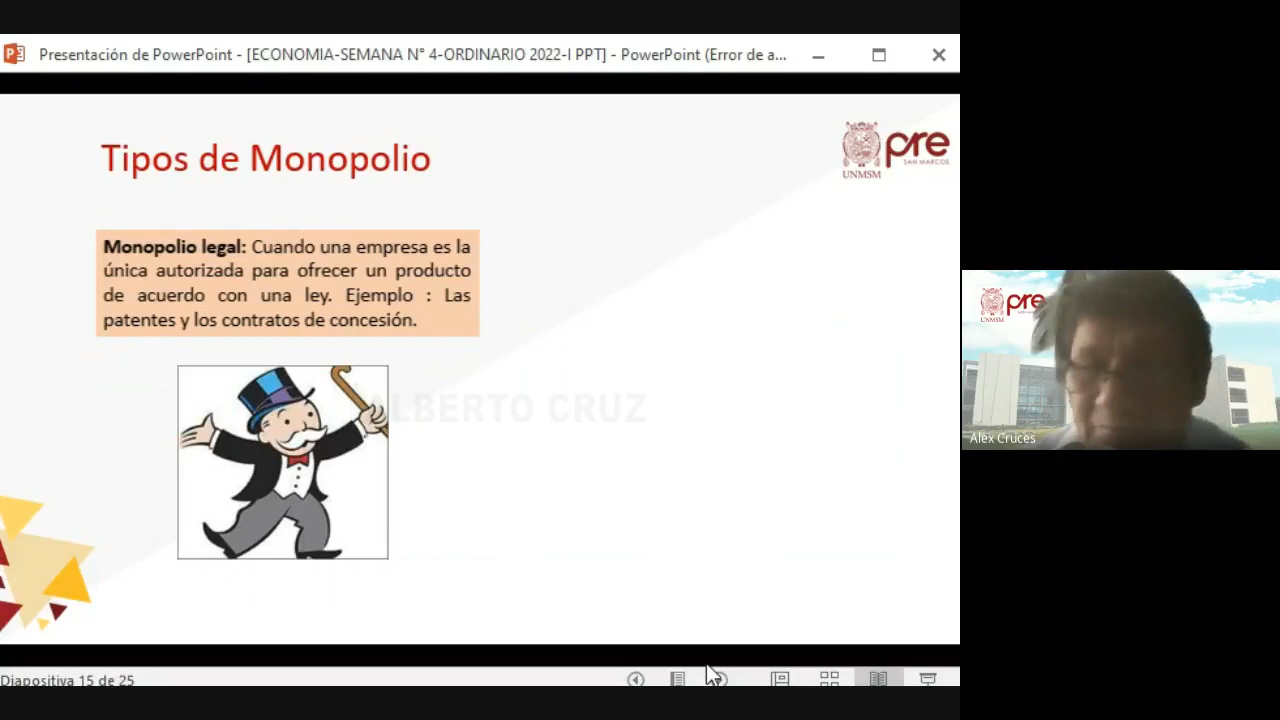 Presentación de PowerPoint - [ECONOMIA-SEMANA N° 4-ORDINARIO 2022-I PPT] - PowerPoint (Error de a...
Tipos de Monopolio
pre
SAN MARCOS
UNMSM
Monopolio legal: Cuando una empresa es la
única autorizada para ofrecer un producto
de acuerdo con una ley. Ejemplo : Las
patentes y los contratos de concesión.
ALBERTO CRUZ
pre
UNMSM
Alex Cruces
Diapositiva 15 de 25